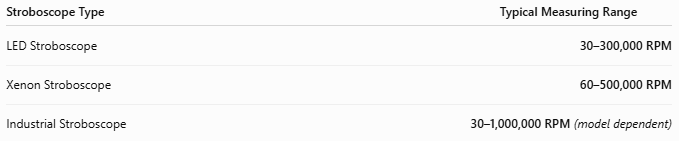 Stroboscope Type Typical Measuring Range
LED Stroboscope 30–300,000 RPM
Xenon Stroboscope 60–500,000 RPM
Industrial Stroboscope 30–1,000,000 RPM (model dependent)